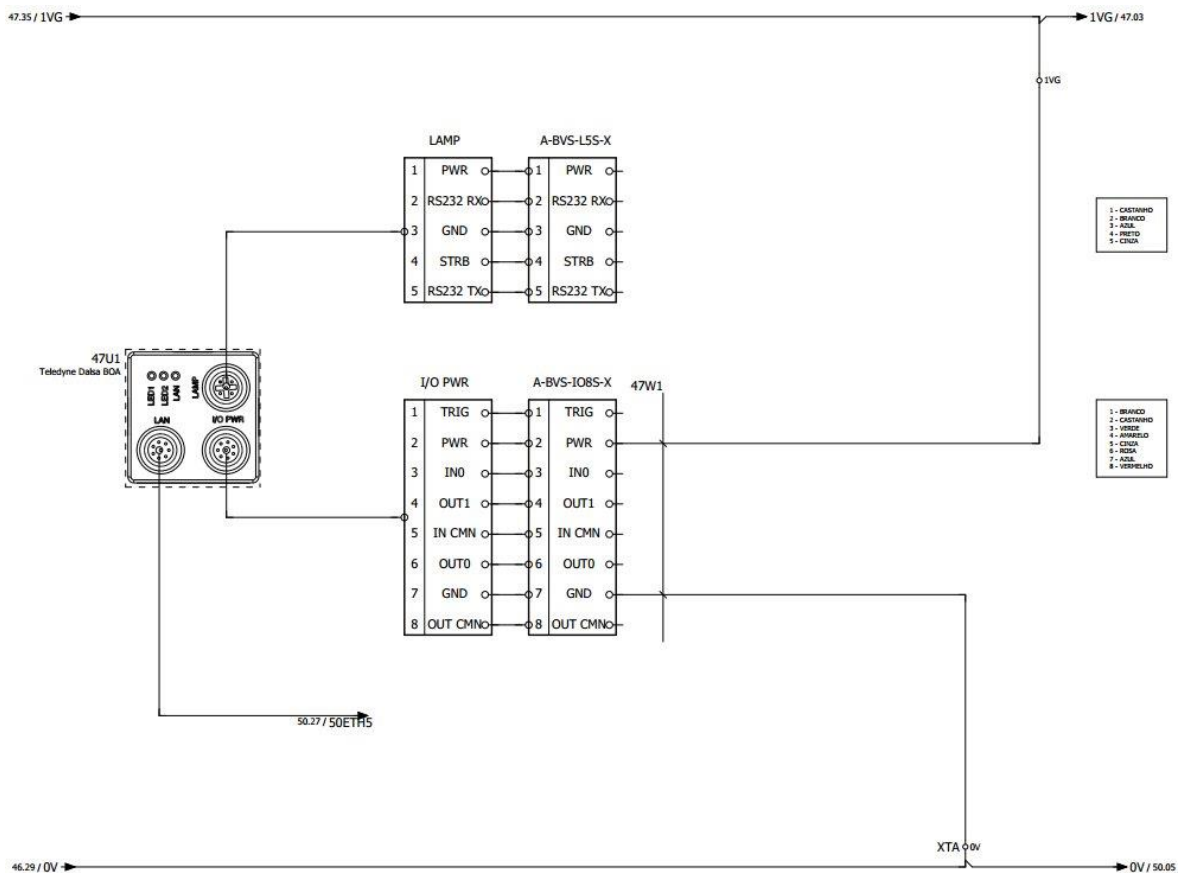 47.35 / 1VG
1VG / 47.03
1VG
LAMP
A-BVS-L5S-X
1 PWR 1 PWR
2 RS232 RX 2 RS232 RX
3 GND 3 GND
4 STRB 4 STRB
5 RS232 TX 5 RS232 TX
1 - CASTANHO
2 - BRANCO
3 - AZUL
4 - PRETO
5 - CINZA
47U1
Teledyne Dalsa BOA
LED1
LED2
LAN
LAMP
LAN
I/O PWR
I/O PWR
A-BVS-IO8S-X
47W1
1 TRIG 1 TRIG
2 PWR 2 PWR
3 IN0 3 IN0
4 OUT1 4 OUT1
5 IN CMN 5 IN CMN
6 OUT0 6 OUT0
7 GND 7 GND
8 OUT CMN 8 OUT CMN
1 - BRANCO
2 - CASTANHO
3 - VERDE
4 - AMARELO
5 - CINZA
6 - ROSA
7 - AZUL
8 - VERMELHO
50.27 / 50ETH5
XTA 0V
46.29 / 0V
0V / 50.05